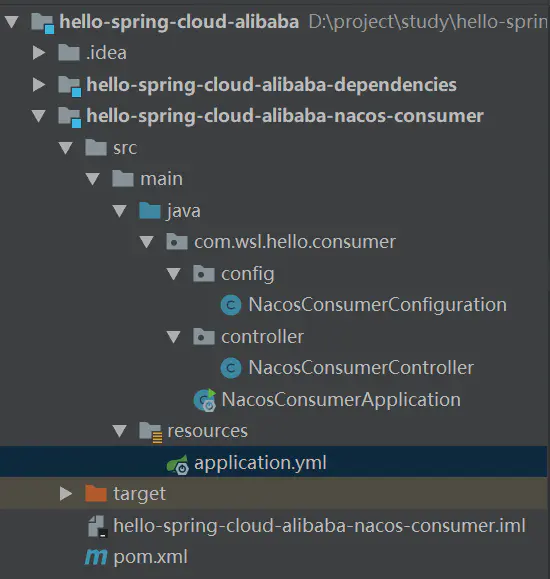 hello-spring-cloud-alibaba D:\project\study\hello-sprin
.idea
hello-spring-cloud-alibaba-dependencies
hello-spring-cloud-alibaba-nacos-consumer
src
main
java
com.wsl.hello.consumer
config
NacosConsumerConfiguration
controller
NacosConsumerController
NacosConsumerApplication
resources
application.yml
target
hello-spring-cloud-alibaba-nacos-consumer.iml
pom.xml